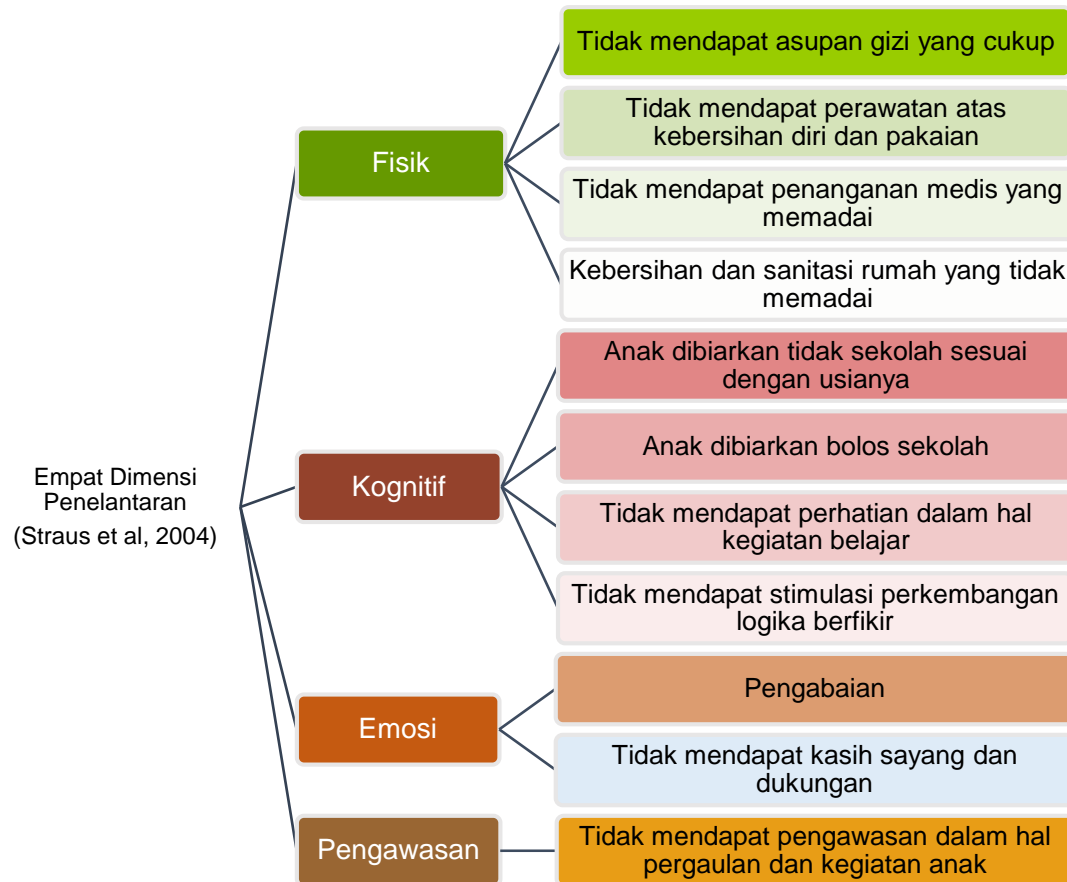 Empat Dimensi
Penelantaran
(Straus et al, 2004)
Fisik
Tidak mendapat asupan gizi yang cukup
Tidak mendapat perawatan atas
kebersihan diri dan pakaian
Tidak mendapat penanganan medis yang
memadai
Kebersihan dan sanitasi rumah yang tidak
memadai
Kognitif
Anak dibiarkan tidak sekolah sesuai
dengan usianya
Anak dibiarkan bolos sekolah
Tidak mendapat perhatian dalam hal
kegiatan belajar
Tidak mendapat stimulasi perkembangan
logika berfikir
Emosi
Pengabaian
Tidak mendapat kasih sayang dan
dukungan
Pengawasan
Tidak mendapat pengawasan dalam hal
pergaulan dan kegiatan anak